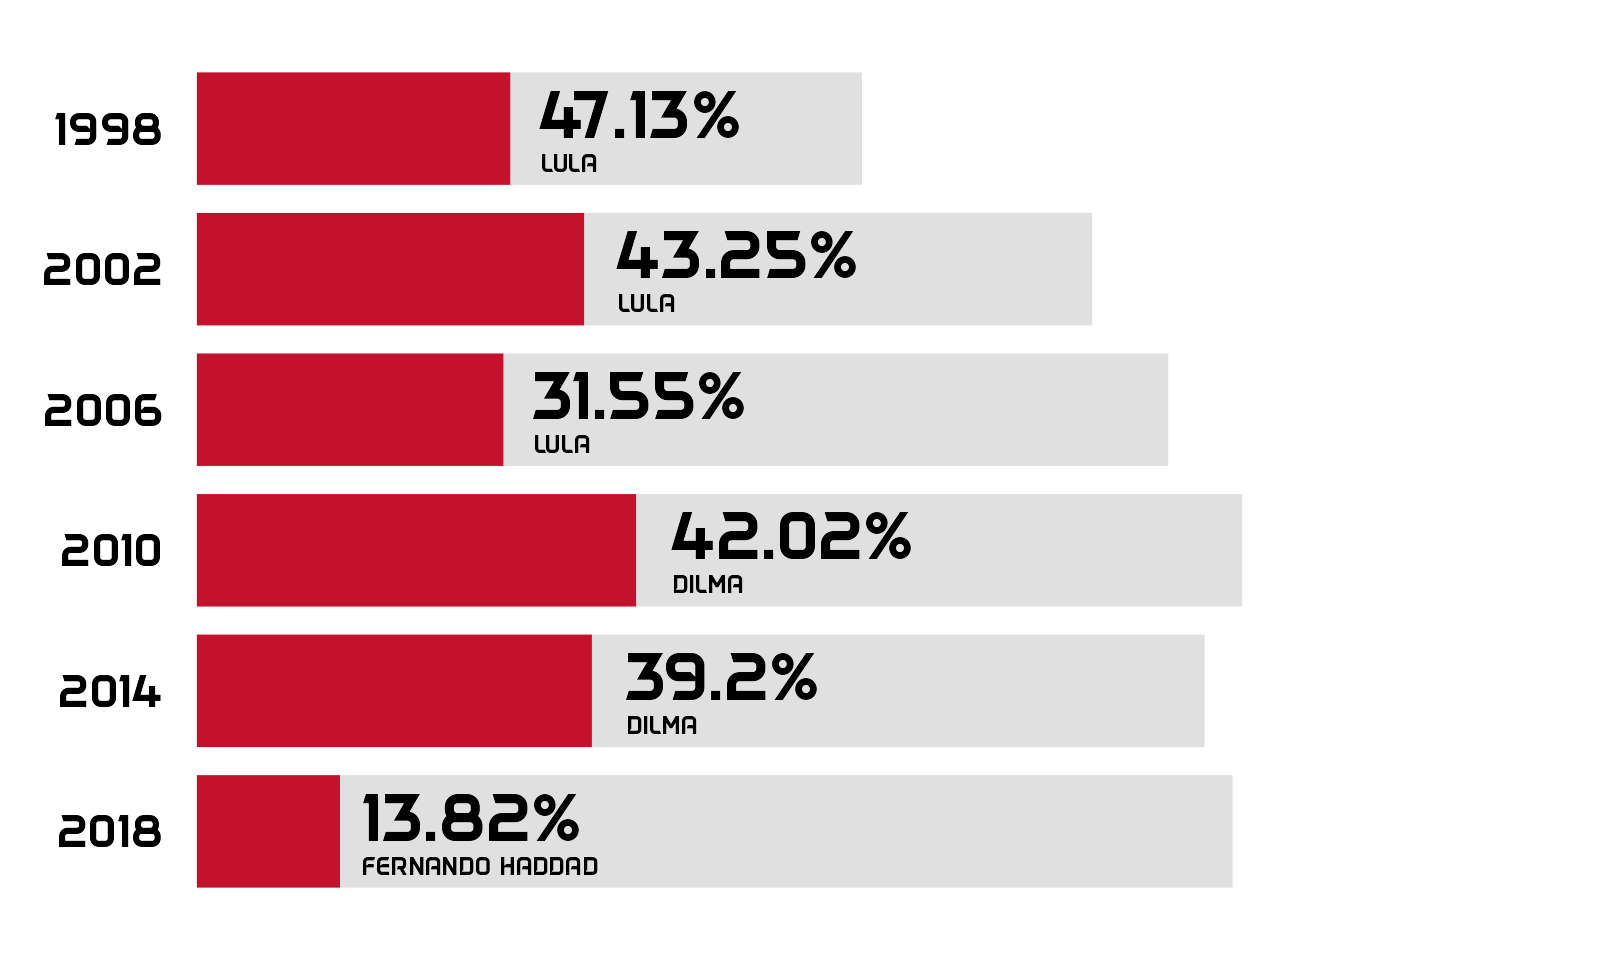 1998
47.13%
LULA
2002
43.25%
LULA
2006
31.55%
LULA
2010
42.02%
DILMA
2014
39.2%
DILMA
2018
13.82%
FERNANDO HADDAD